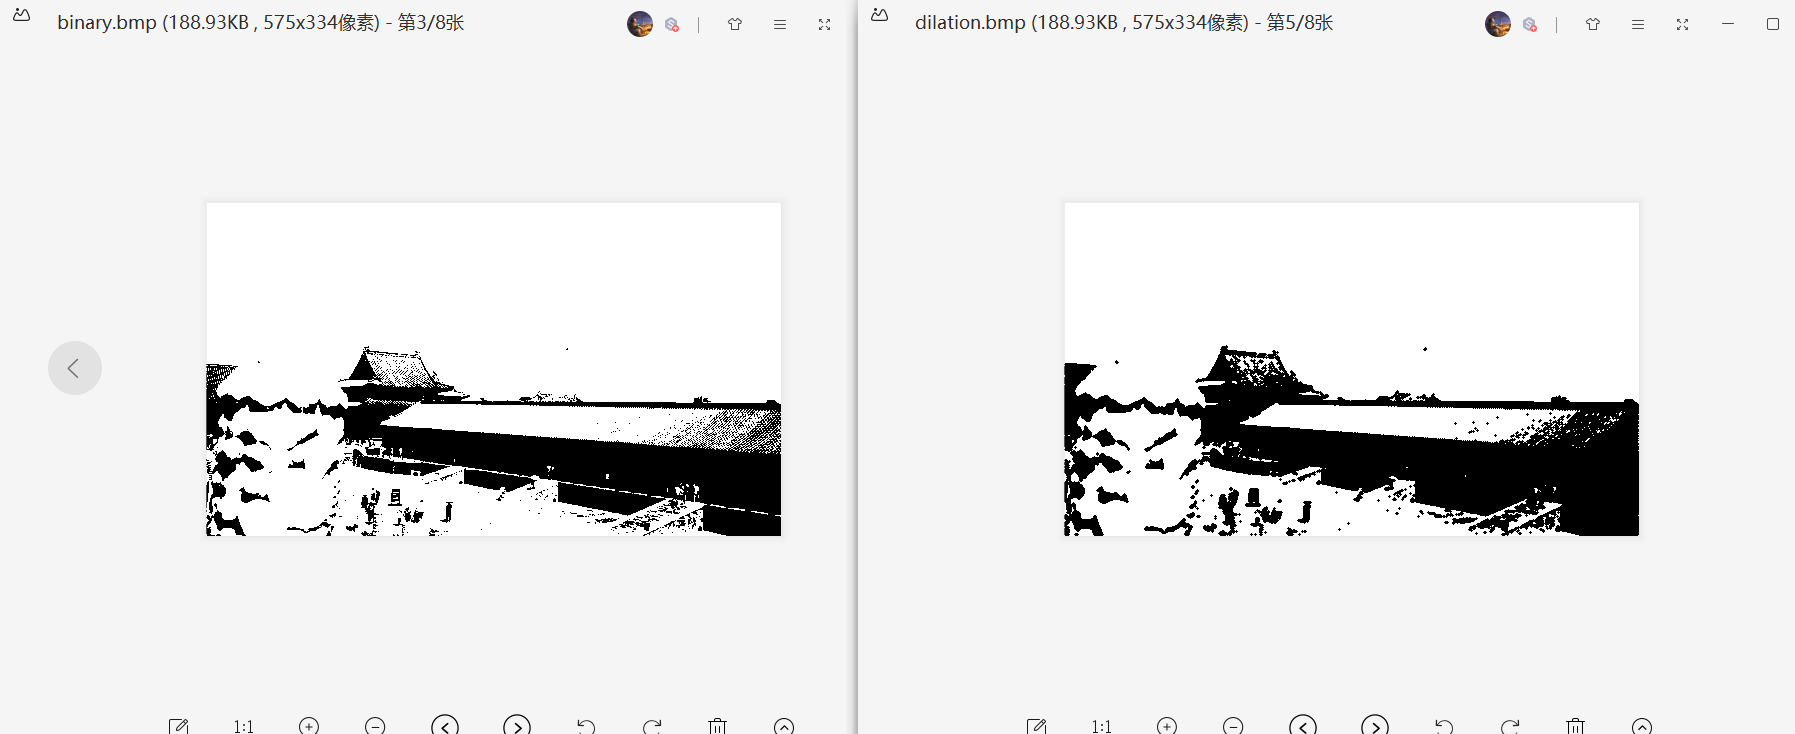 binary.bmp (188.93KB , 575x334像素) - 第3/8张
dilation.bmp (188.93KB , 575x334像素) - 第5/8张
1:1
1:1